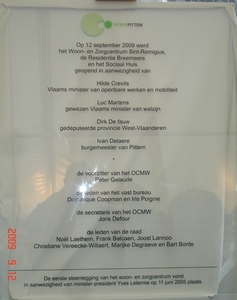 OCMWPITTEM
Op 12 september 2009 werd
het Woon- en Zorgcentrum Sint-Remigius,
de Residentie Breemeers
en het Sociaal Huis
geopend in aanwezigheid van
Hilde Crevits
Vlaams minister van openbare werken en mobiliteit
Luc Martens
gewezen Vlaams minister van welzijn
Dirk De fauw
gedeputeerde provincie West-Vlaanderen
Ivan Delaere
burgemeester van Pittem
de voorzitter van het OCMW
Peter Gelaude
de leden van het vast bureau
Dominique Coopman en Iris Poignie
de secretaris van het OCMW
Joris Defour
de leden van de raad
Noël Laethem, Frank Balcaen, Joost Lannoo
Christiane Vereecke-Willaert, Marijke Degraeve en Bart Bonte
De eerste steenlegging van het woon- en zorgcentrum vond
in aanwezigheid van minister-president Yves Leterme op 11 juni 2005 plaats
2009 9 12